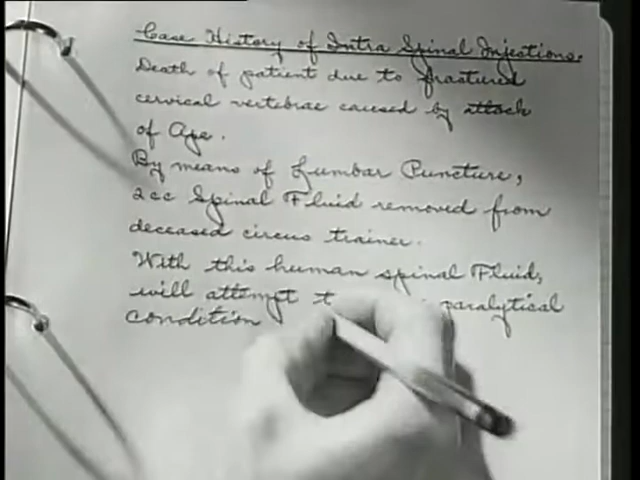 Case History of Intra Spinal Injections.
Death of patient due to fractured
cervical vertebrae caused by attack
of Ape.
By means of Lumbar Puncture,
2cc Spinal Fluid removed from
deceased circus trainer.
With this human spinal Fluid,
will attempt paralytical
condition